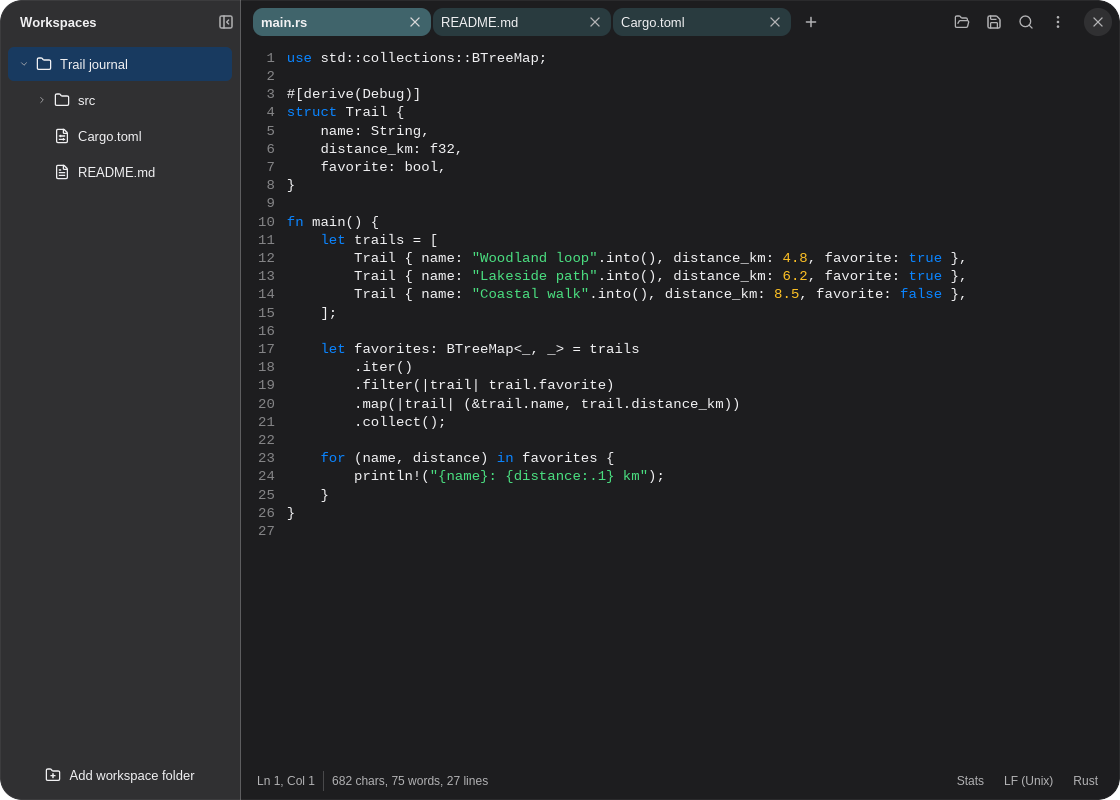 Workspaces
Trail journal
src
Cargo.toml
README.md
Add workspace folder
main.rs
README.md
Cargo.toml
1 use std::collections::BTreeMap;
2
3 #[derive(Debug)]
4 struct Trail {
5     name: String,
6     distance_km: f32,
7     favorite: bool,
8 }
9
10 fn main() {
11     let trails = [
12         Trail { name: "Woodland loop".into(), distance_km: 4.8, favorite: true },
13         Trail { name: "Lakeside path".into(), distance_km: 6.2, favorite: true },
14         Trail { name: "Coastal walk".into(), distance_km: 8.5, favorite: false },
15     ];
16
17     let favorites: BTreeMap<_, _> = trails
18         .iter()
19         .filter(|trail| trail.favorite)
20         .map(|trail| (&trail.name, trail.distance_km))
21         .collect();
22
23     for (name, distance) in favorites {
24         println!("{name}: {distance:.1} km");
25     }
26 }
27
Ln 1, Col 1
682 chars, 75 words, 27 lines
Stats
LF (Unix)
Rust